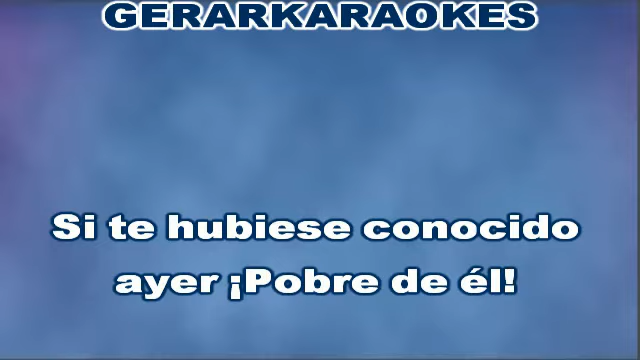 GERARKARAOKES
Si te hubiese conocido
ayer ¡Pobre de él!